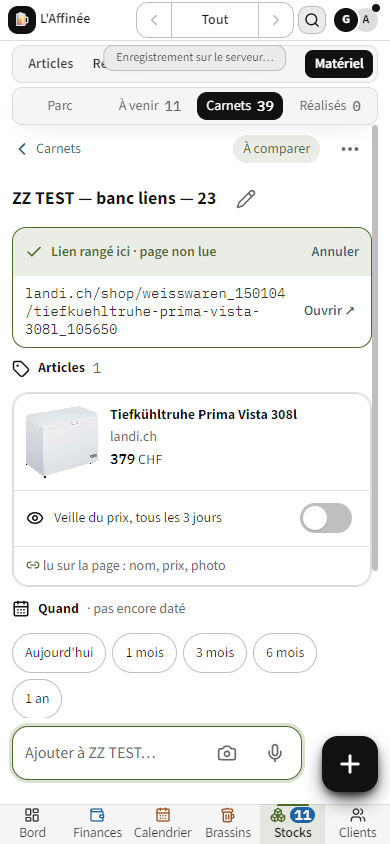 L'Affinée
Tout
G
A
Articles
Ré
Enregistrement sur le serveur…
Matériel
Parc
À venir 11
Carnets 39
Réalisés 0
Carnets
À comparer
ZZ TEST — banc liens — 23
Lien rangé ici · page non lue
Annuler
landi.ch/shop/weisswaren_150104
/tiefkuehltruhe-prima-vista-
308l_105650
Ouvrir ↗
Articles 1
Tiefkühltruhe Prima Vista 308l
landi.ch
379 CHF
Veille du prix, tous les 3 jours
lu sur la page : nom, prix, photo
Quand · pas encore daté
Aujourd'hui
1 mois
3 mois
6 mois
1 an
Ajouter à ZZ TEST…
Bord
Finances
Calendrier
Brassins
11
Stocks
Clients